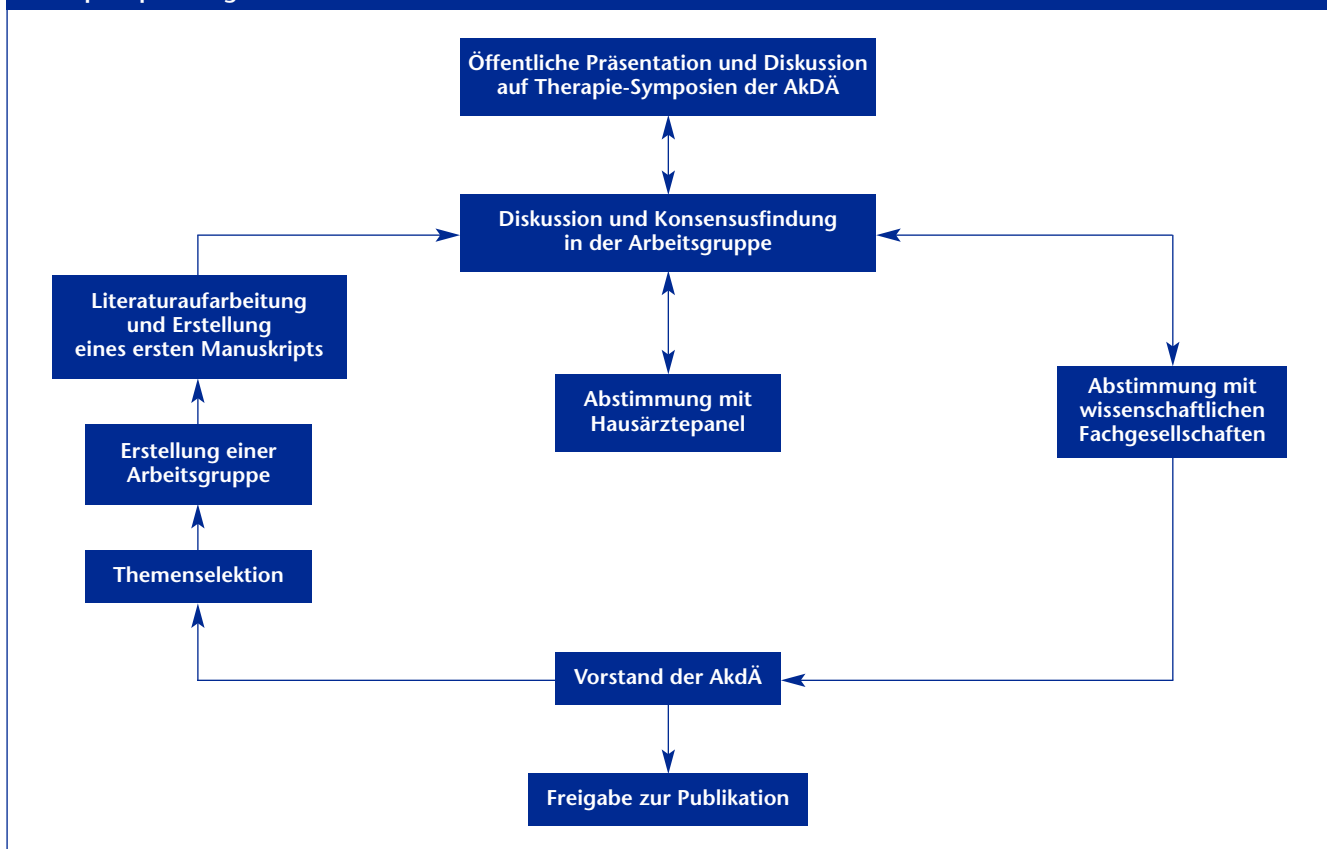 Öffentliche Präsentation und Diskussion
auf Therapie-Symposien der AkDÄ
Diskussion und Konsensusfindung
in der Arbeitsgruppe
Literaturaufarbeitung
und Erstellung
eines ersten Manuskripts
Abstimmung mit
Hausärztepanel
Abstimmung mit
wissenschaftlichen
Fachgesellschaften
Erstellung einer
Arbeitsgruppe
Themenselektion
Vorstand der AkdÄ
Freigabe zur Publikation